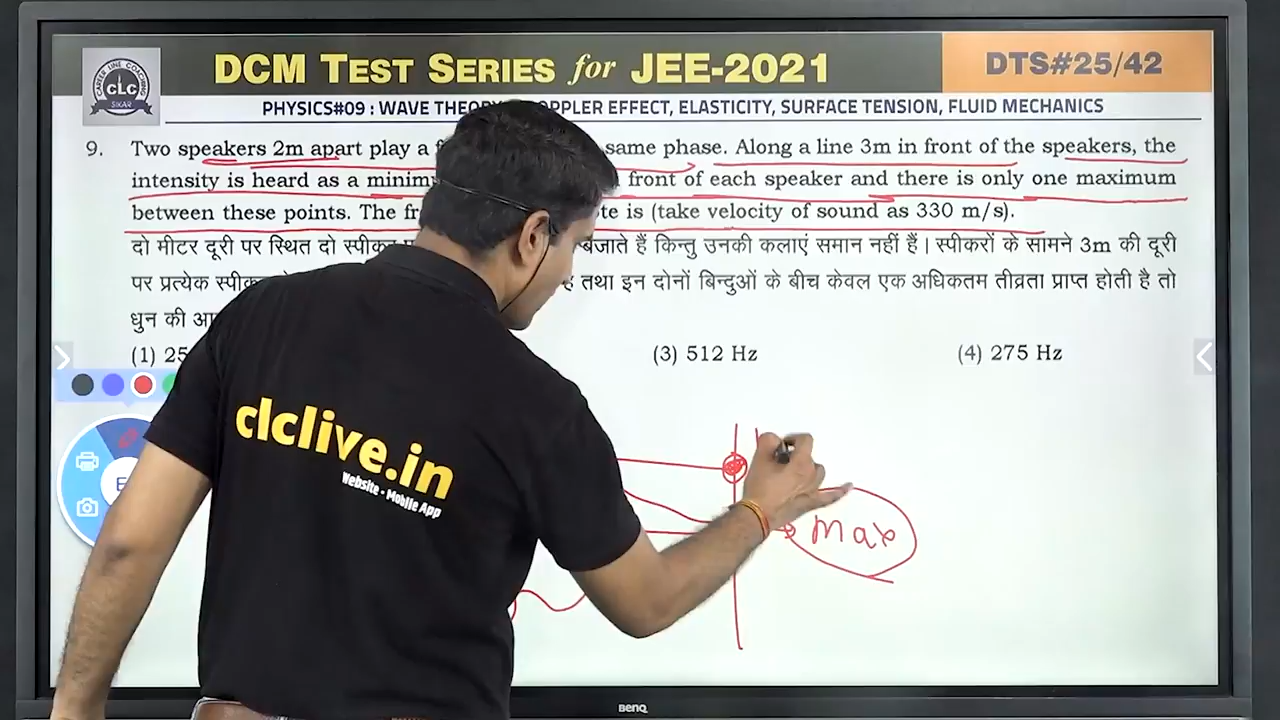 DCM TEST SERIES for JEE-2021
DTS#25/42
CAREER LINE COACHING
CLC
SIKAR
PHYSICS#09 : WAVE THEORY, DOPPLER EFFECT, ELASTICITY, SURFACE TENSION, FLUID MECHANICS
9. Two speakers 2m apart play a same phase. Along a line 3m in front of the speakers, the
intensity is heard as a front of each speaker and there is only one maximum
between these points. The is (take velocity of sound as 330 m/s).
दो मीटर दूरी पर स्थित दो बजाते हैं किन्तु उनकी कलाएं समान नहीं हैं। स्पीकरों के सामने 3m की दूरी
पर प्रत्येक है तथा इन दोनों बिन्दुओं के बीच केवल एक अधिकतम तीव्रता प्राप्त होती है तो
धुन की
(1) (3) 512 Hz (4) 275 Hz
max
clclive.in
Website - Mobile App
BenQ